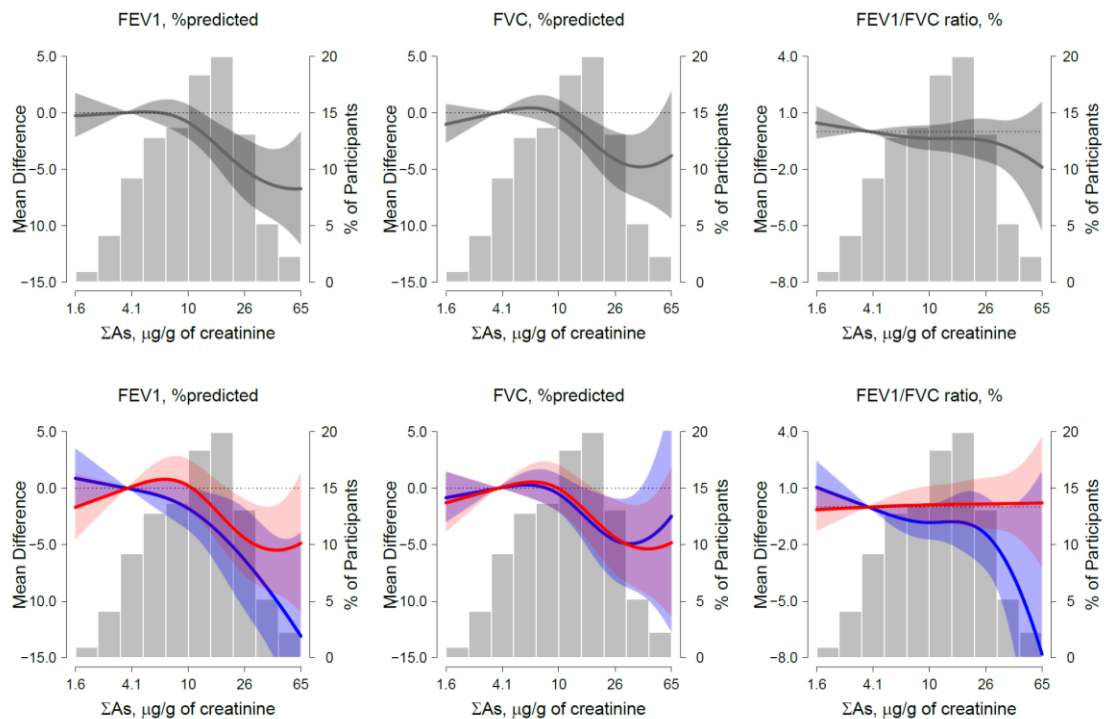 FEV1, %predicted
5.0
0.0
−5.0
−10.0
−15.0
Mean Difference
20
15
10
5
0
% of Participants
1.6 4.1 10 26 65
ΣAs, μg/g of creatinine
FVC, %predicted
5.0
0.0
−5.0
−10.0
−15.0
Mean Difference
20
15
10
5
0
% of Participants
1.6 4.1 10 26 65
ΣAs, μg/g of creatinine
FEV1/FVC ratio, %
4.0
1.0
−2.0
−5.0
−8.0
Mean Difference
20
15
10
5
0
% of Participants
1.6 4.1 10 26 65
ΣAs, μg/g of creatinine
FEV1, %predicted
5.0
0.0
−5.0
−10.0
−15.0
Mean Difference
20
15
10
5
0
% of Participants
1.6 4.1 10 26 65
ΣAs, μg/g of creatinine
FVC, %predicted
5.0
0.0
−5.0
−10.0
−15.0
Mean Difference
20
15
10
5
0
% of Participants
1.6 4.1 10 26 65
ΣAs, μg/g of creatinine
FEV1/FVC ratio, %
4.0
1.0
−2.0
−5.0
−8.0
Mean Difference
20
15
10
5
0
% of Participants
1.6 4.1 10 26 65
ΣAs, μg/g of creatinine